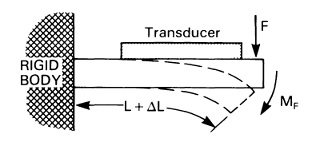 Transducer
F
RIGID
BODY
L + ΔL
M_F